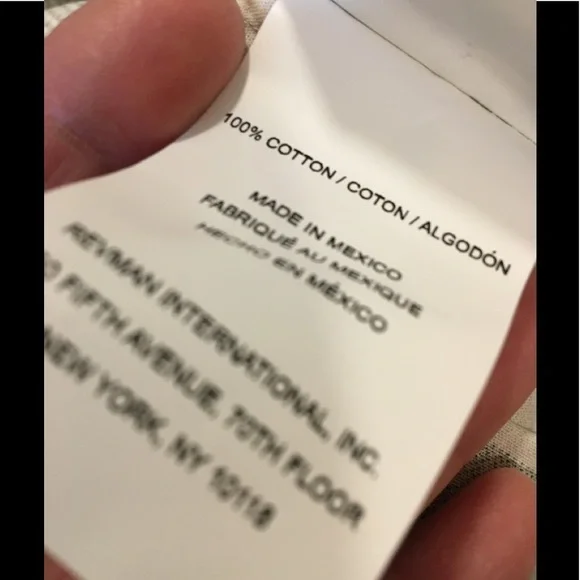 100% COTTON / COTON / ALGODÓN
MADE IN MEXICO
FABRIQUÉ AU MEXIQUE
HECHO EN MÉXICO
REVMAN INTERNATIONAL, INC.
FIFTH AVENUE, 70TH FLOOR
NEW YORK, NY 10118